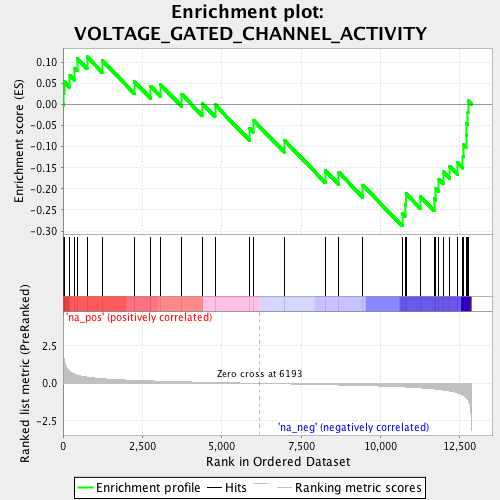 Enrichment plot:
VOLTAGE_GATED_CHANNEL_ACTIVITY
Enrichment score (ES)
0.10
0.05
0.00
-0.05
-0.10
-0.15
-0.20
-0.25
-0.30
'na_pos' (positively correlated)
Ranked list metric (PreRanked)
2.5
0.0
-2.5
Zero cross at 6193
'na_neg' (negatively correlated)
0
2,500
5,000
7,500
10,000
12,500
Rank in Ordered Dataset
Enrichment profile
Hits
Ranking metric scores